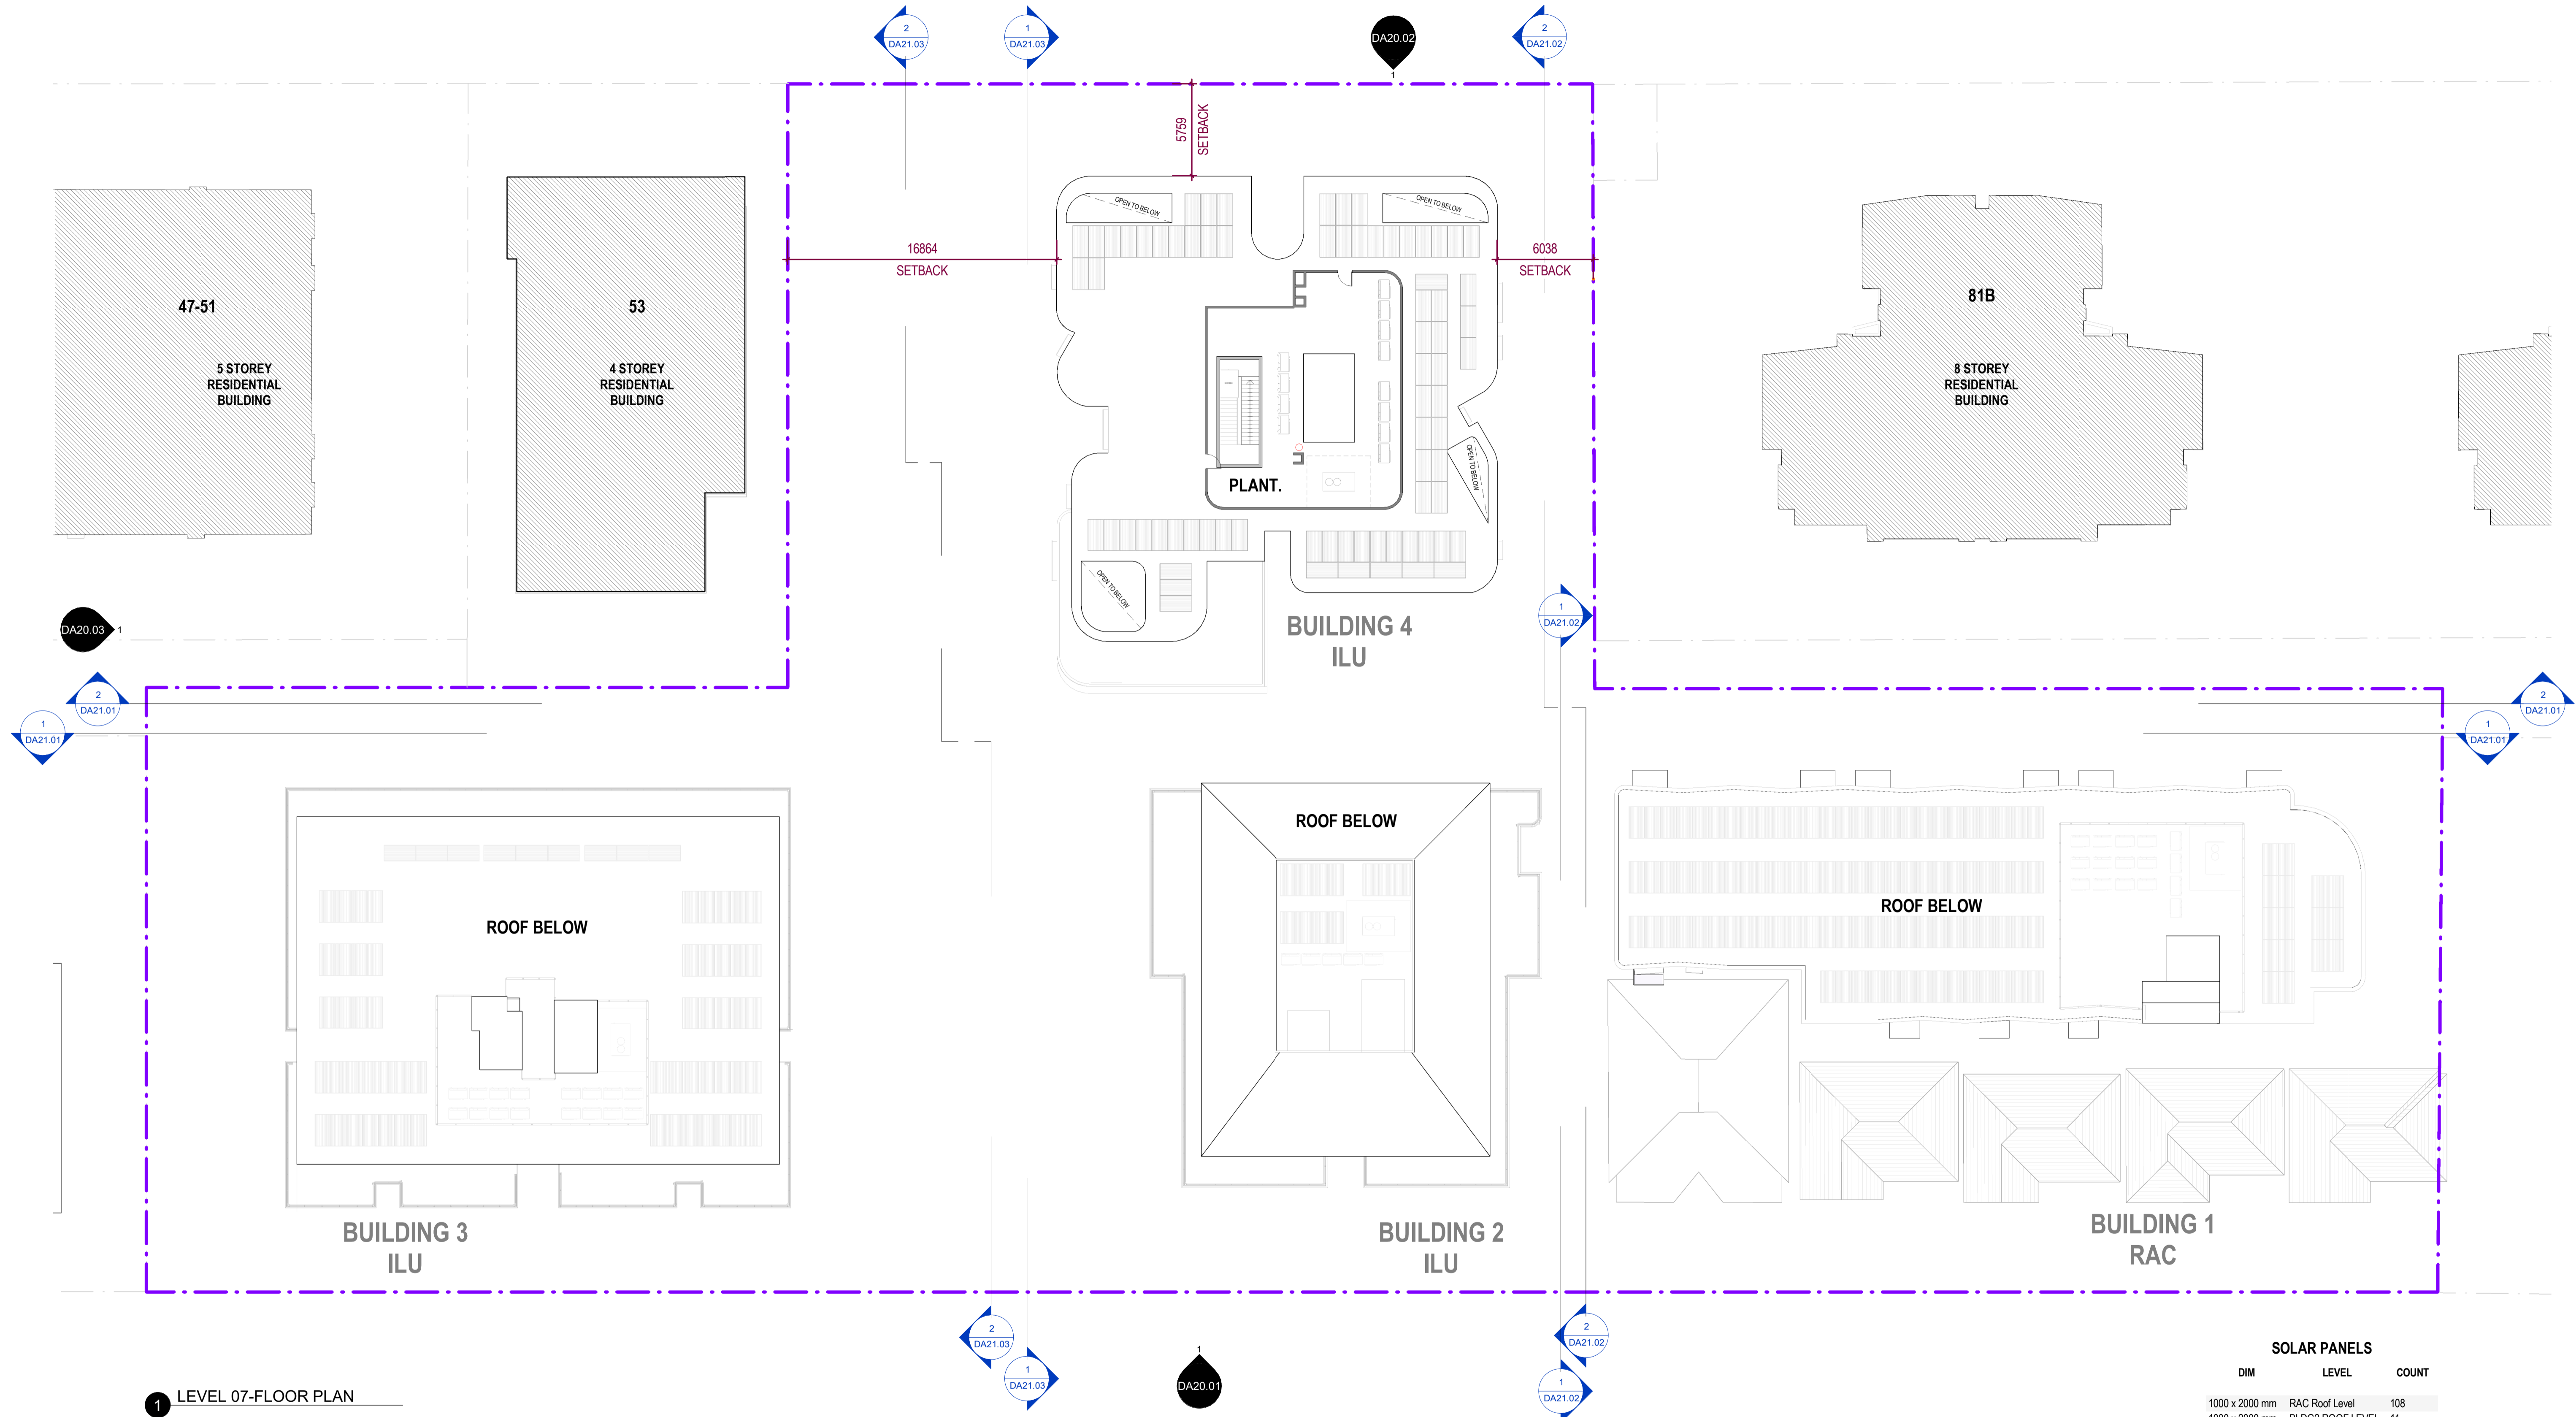 2
DA21.03
1
DA21.03
DA20.02
1
2
DA21.02
5759
SETBACK
OPEN TO BELOW
OPEN TO BELOW
16864
SETBACK
6038
SETBACK
47-51
5 STOREY
RESIDENTIAL
BUILDING
53
4 STOREY
RESIDENTIAL
BUILDING
81B
8 STOREY
RESIDENTIAL
BUILDING
OPEN TO BELOW
PLANT.
OPEN TO BELOW
BUILDING 4
ILU
1
DA21.02
DA20.03
1
2
DA21.01
1
DA21.01
2
DA21.01
1
DA21.01
ROOF BELOW
ROOF BELOW
ROOF BELOW
BUILDING 3
ILU
BUILDING 2
ILU
BUILDING 1
RAC
2
DA21.03
1
DA21.03
1
DA20.01
2
DA21.02
1
DA21.02
1
LEVEL 07-FLOOR PLAN
SOLAR PANELS
DIM LEVEL COUNT
1000 x 2000 mm RAC Roof Level 108